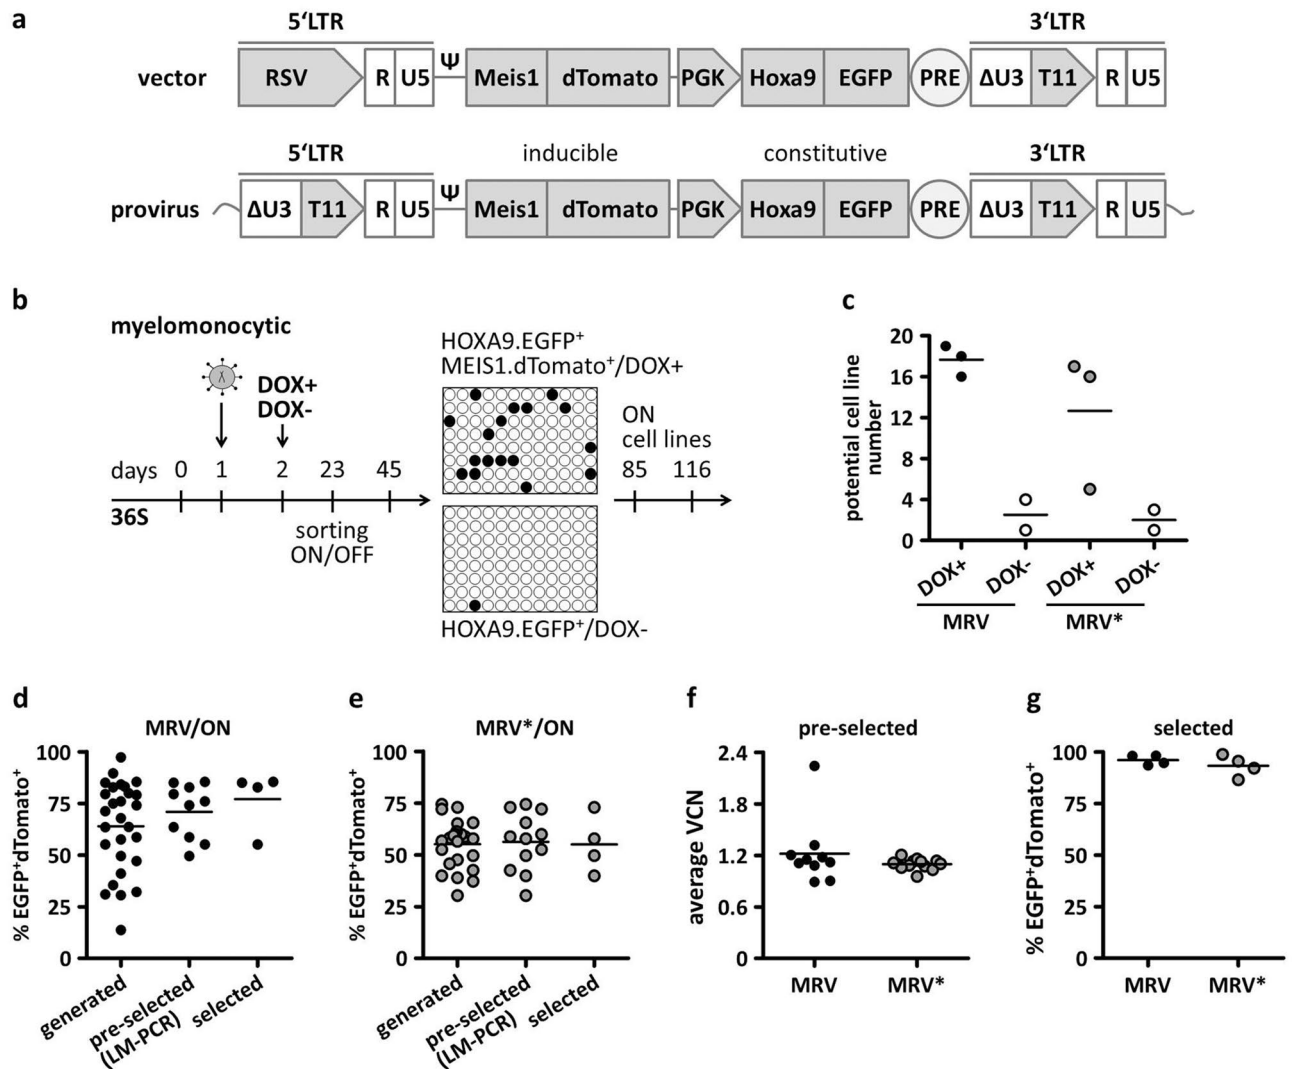 a
5‘LTR
3‘LTR
vector
RSV
R
U5
Ψ
Meis1
dTomato
PGK
Hoxa9
EGFP
PRE
ΔU3
T11
R
U5
5‘LTR
inducible
constitutive
3‘LTR
provirus
ΔU3
T11
R
U5
Ψ
Meis1
dTomato
PGK
Hoxa9
EGFP
PRE
ΔU3
T11
R
U5
b
myelomonocytic
DOX+
DOX-
days 0 1 2 23 45
36S
sorting
ON/OFF
HOXA9.EGFP⁺
MEIS1.dTomato⁺/DOX+
HOXA9.EGFP⁺/DOX-
ON
cell lines
85 116
c
potential cell line
number
20
16
12
8
4
0
DOX+
DOX-
DOX+
DOX-
MRV
MRV*
d
MRV/ON
% EGFP⁺dTomato⁺
100
75
50
25
0
generated
pre-selected
(LM-PCR)
selected
e
MRV*/ON
% EGFP⁺dTomato⁺
100
75
50
25
0
generated
pre-selected
(LM-PCR)
selected
f
pre-selected
average VCN
2.4
1.8
1.2
0.6
0
MRV
MRV*
g
selected
% EGFP⁺dTomato⁺
100
75
50
25
0
MRV
MRV*